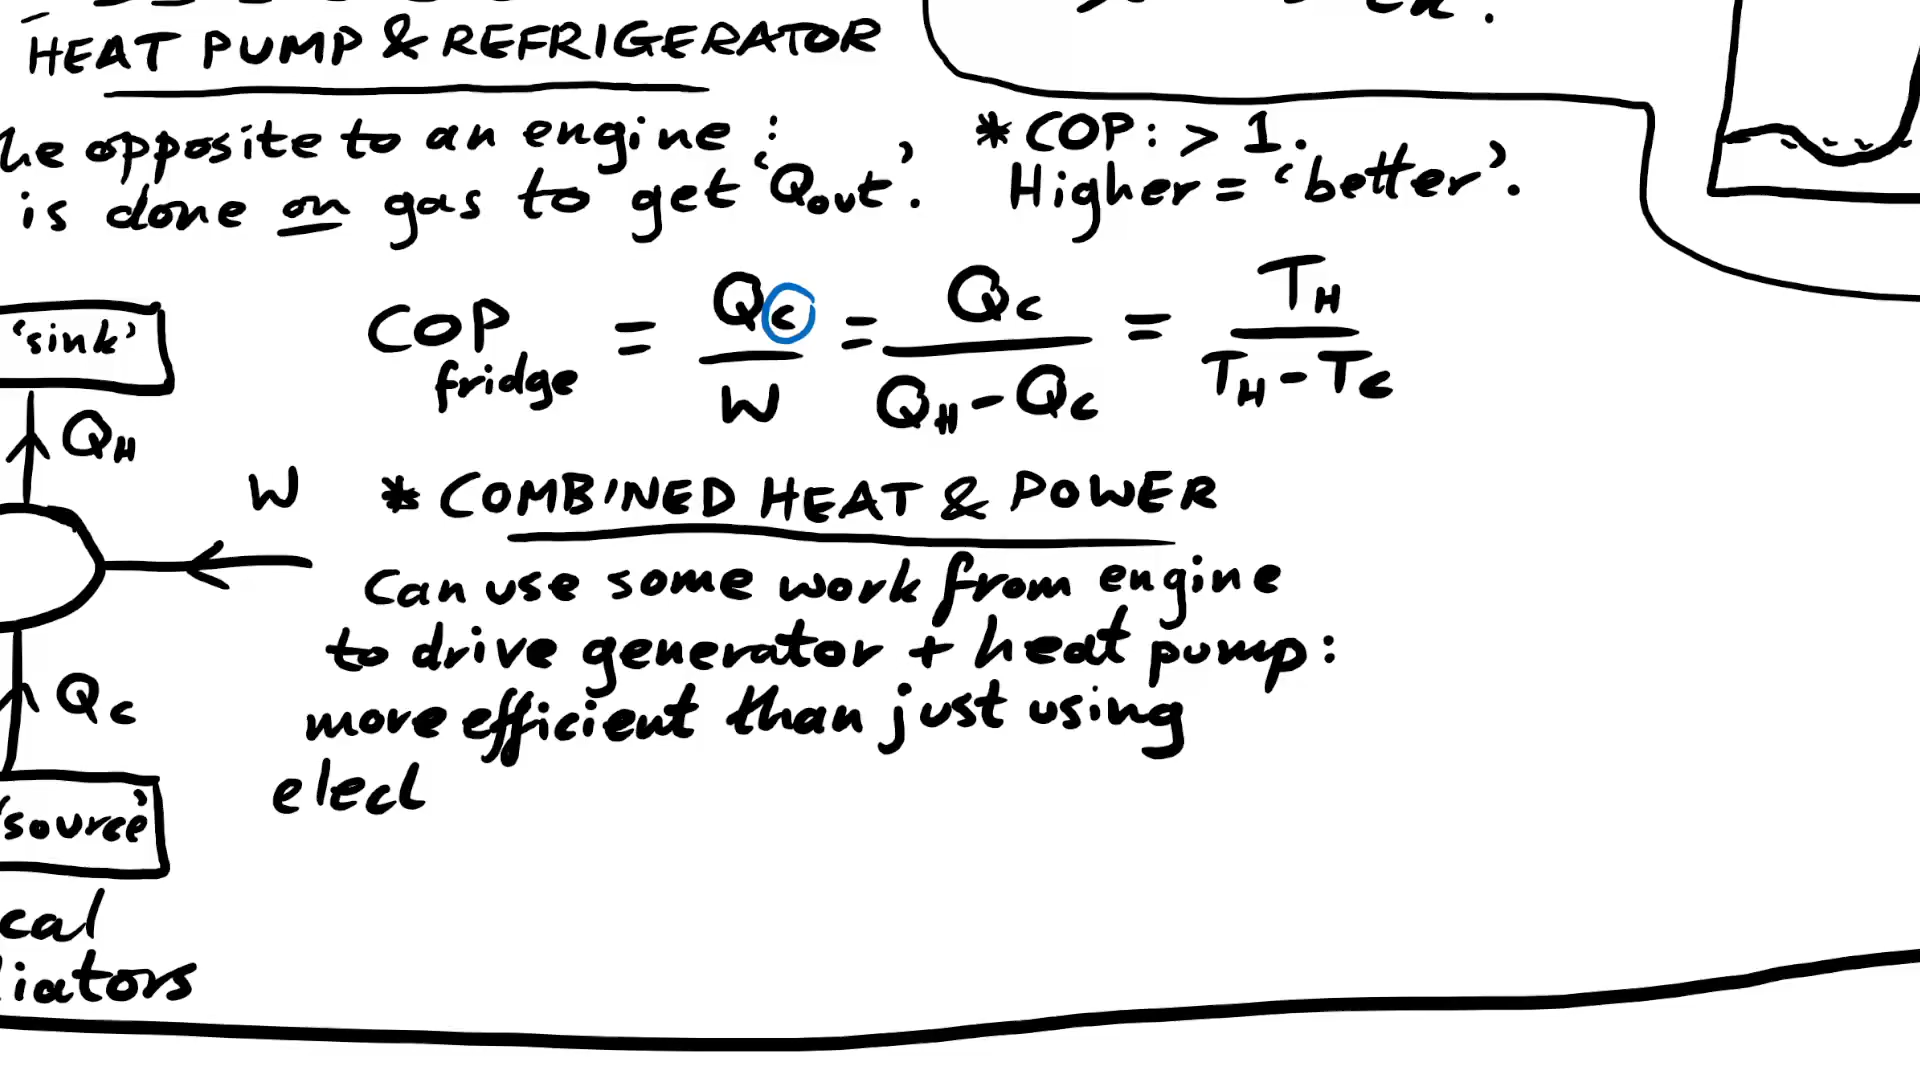 HEAT PUMP & REFRIGERATOR
he opposite to an engine :
is done on gas to get 'Qout'.
* COP: > 1.
Higher = 'better'.
COP fridge = Qc / W = Qc / QH - Qc = TH / TH - Tc
'sink'
QH
W
Qc
'source'
cal
iators
* COMBINED HEAT & POWER
Can use some work from engine
to drive generator + heat pump:
more efficient than just using
elect